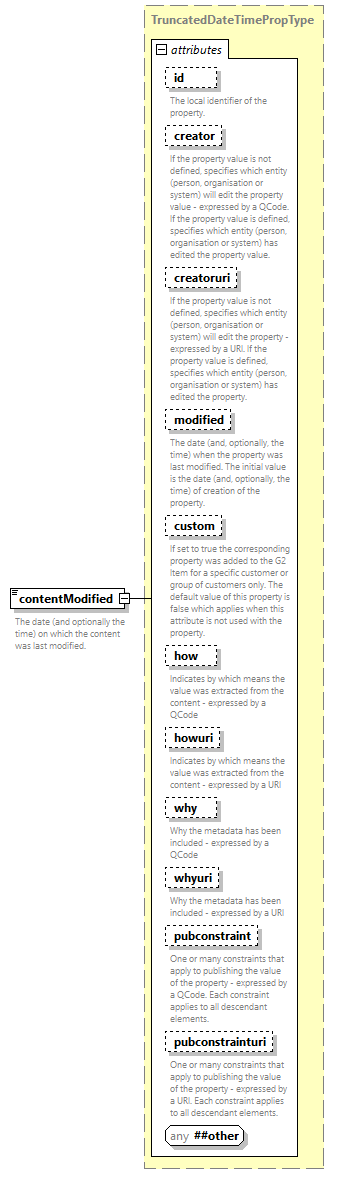 TruncatedDateTimePropType
attributes
id
The local identifier of the
property.
creator
If the property value is not
defined, specifies which entity
(person, organisation or
system) will edit the property
value - expressed by a QCode.
If the property value is defined,
specifies which entity (person,
organisation or system) has
edited the property value.
creatoruri
If the property value is not
defined, specifies which entity
(person, organisation or
system) will edit the property -
expressed by a URI. If the
property value is defined,
specifies which entity (person,
organisation or system) has
edited the property.
modified
The date (and, optionally, the
time) when the property was
last modified. The initial value
is the date (and, optionally, the
time) of creation of the
property.
custom
If set to true the corresponding
property was added to the G2
Item for a specific customer or
group of customers only. The
default value of this property is
false which applies when this
attribute is not used with the
property.
contentModified
The date (and optionally the
time) on which the content
was last modified.
how
Indicates by which means the
value was extracted from the
content - expressed by a
QCode
howuri
Indicates by which means the
value was extracted from the
content - expressed by a URI
why
Why the metadata has been
included - expressed by a
QCode
whyuri
Why the metadata has been
included - expressed by a URI
pubconstraint
One or many constraints that
apply to publishing the value
of the property - expressed by
a QCode. Each constraint
applies to all descendant
elements.
pubconstrainturi
One or many constraints that
apply to publishing the value
of the property - expressed by
a URI. Each constraint applies
to all descendant elements.
any ##other